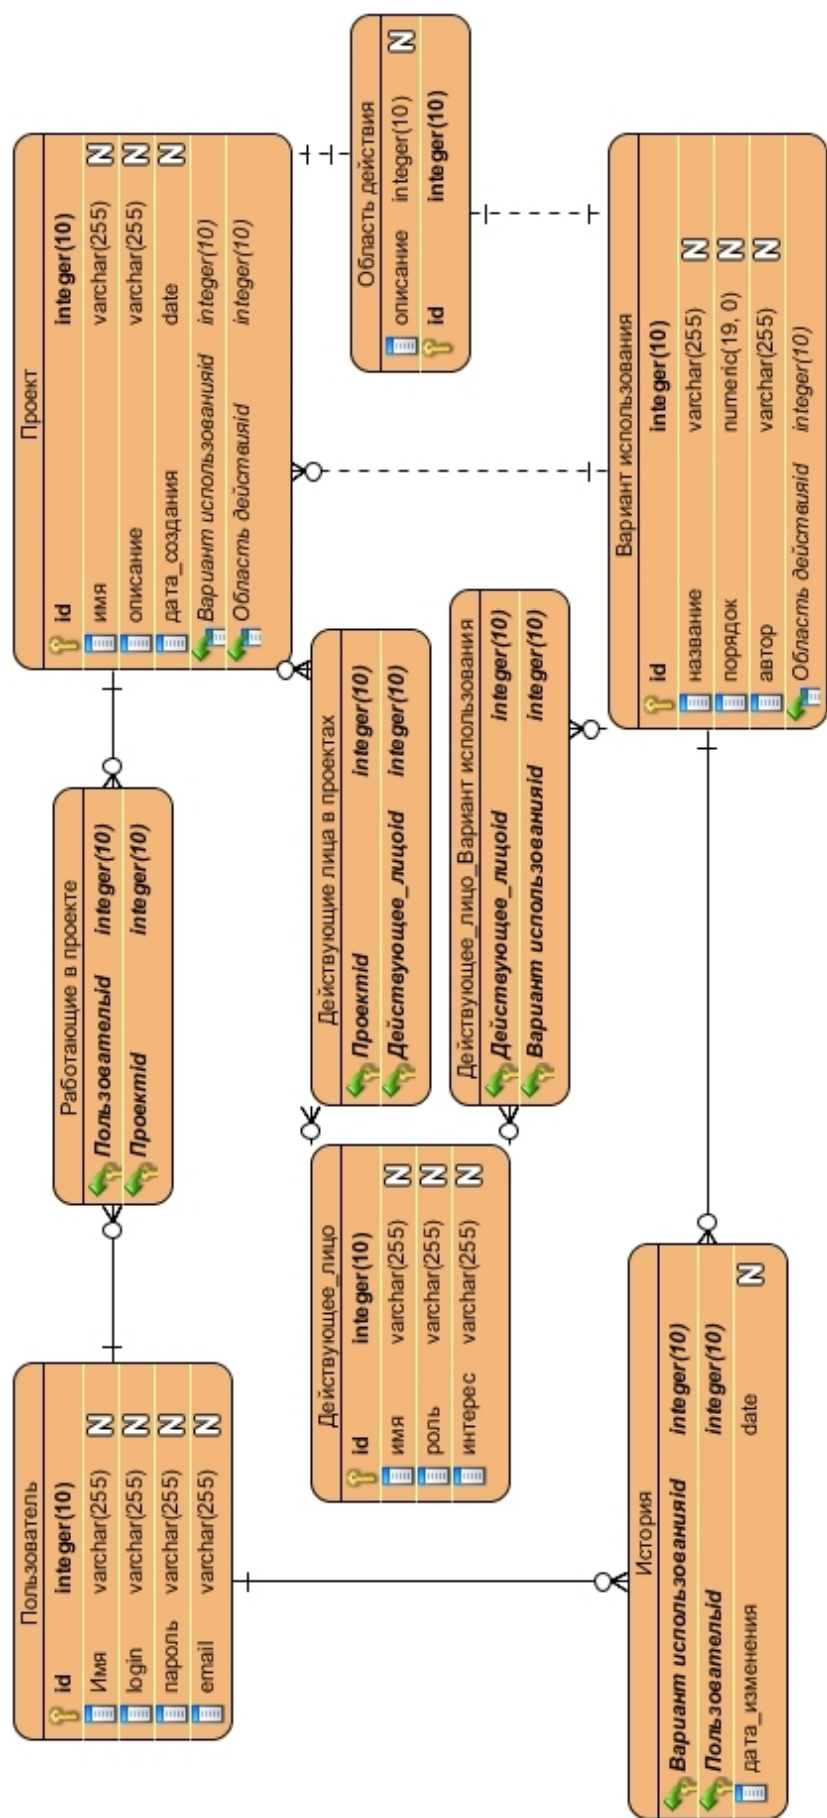 Пользователь
id integer(10)
Имя varchar(255) N
login varchar(255) N
пароль varchar(255) N
email varchar(255) N
Работающие в проекте
Пользовательid integer(10)
Проектid integer(10)
Проект
id integer(10)
имя varchar(255) N
описание varchar(255) N
дата_создания date N
Вариант использованияid integer(10)
Область действияid integer(10)
Действующее_лицо
id integer(10)
имя varchar(255) N
роль varchar(255) N
интерес varchar(255) N
Действующие лица в проектах
Проектid integer(10)
Действующее_лицоid integer(10)
Область действия
описание integer(10) N
id integer(10)
Действующее_лицо_Вариант использования
Действующее_лицоid integer(10)
Вариант использованияid integer(10)
История
Вариант использованияid integer(10)
Пользовательid integer(10)
дата_изменения date N
Вариант использования
id integer(10)
название varchar(255) N
порядок numeric(19, 0) N
автор varchar(255) N
Область действияid integer(10)